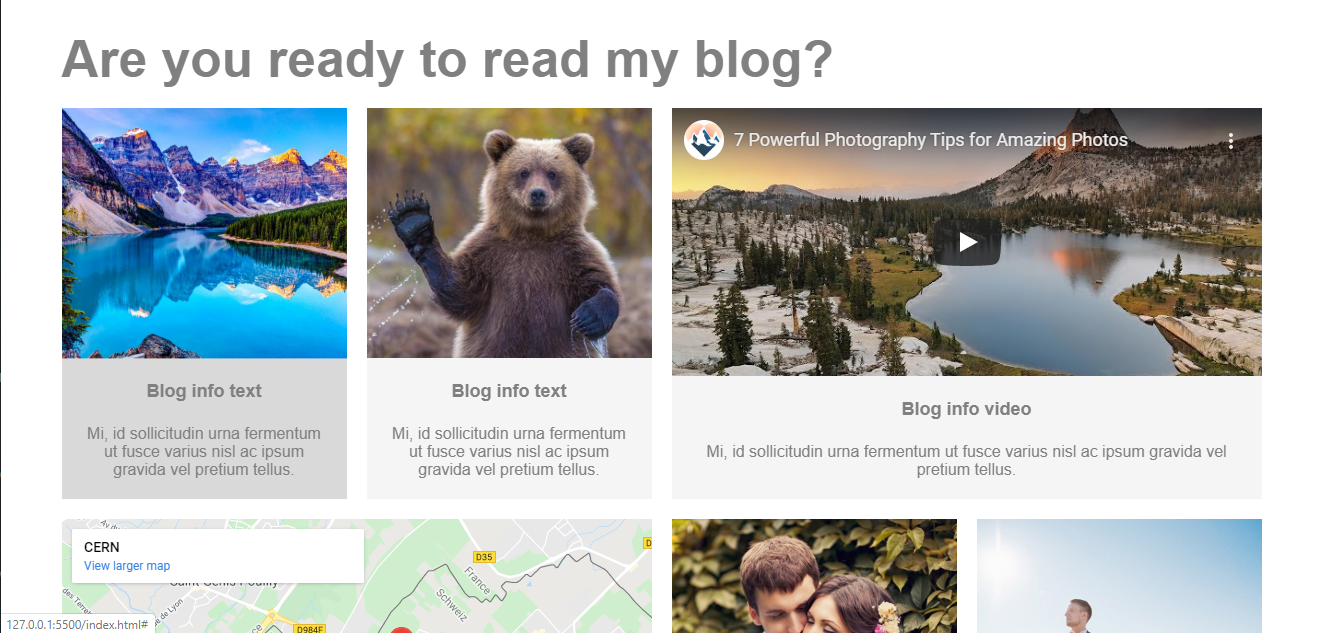 Are you ready to read my blog?
7 Powerful Photography Tips for Amazing Photos
Blog info text
Mi, id sollicitudin urna fermentum
ut fusce varius nisl ac ipsum
gravida vel pretium tellus.
Blog info text
Mi, id sollicitudin urna fermentum
ut fusce varius nisl ac ipsum
gravida vel pretium tellus.
Blog info video
Mi, id sollicitudin urna fermentum ut fusce varius nisl ac ipsum gravida vel
pretium tellus.
CERN
View larger map
D35
France
Schweiz
de Lyon
D984F
127.0.0.1:5500/index.html#